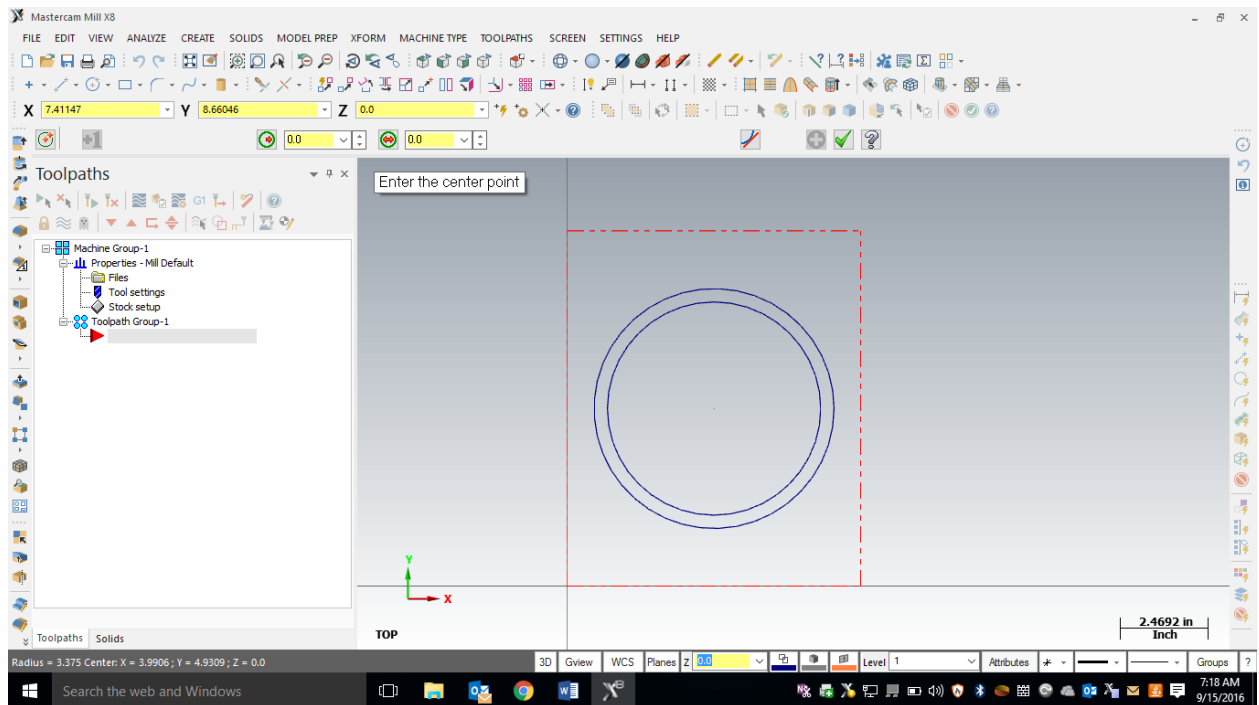 Mastercam Mill X8
FILE EDIT VIEW ANALYZE CREATE SOLIDS MODEL PREP XFORM MACHINE TYPE TOOLPATHS SCREEN SETTINGS HELP
X 7.41147 Y 8.66046 Z 0.0
+1 0.0 0.0
Toolpaths
Enter the center point
G1
Machine Group-1
Properties - Mill Default
Files
Tool settings
Stock setup
Toolpath Group-1
Y
X
TOP
2.4692 in
Inch
Toolpaths Solids
Radius = 3.375 Center: X = 3.9906 ; Y = 4.9309 ; Z = 0.0
3D Gview WCS Planes Z 0.0 Level 1 Attributes Groups ?
Search the web and Windows
7:18 AM
9/15/2016